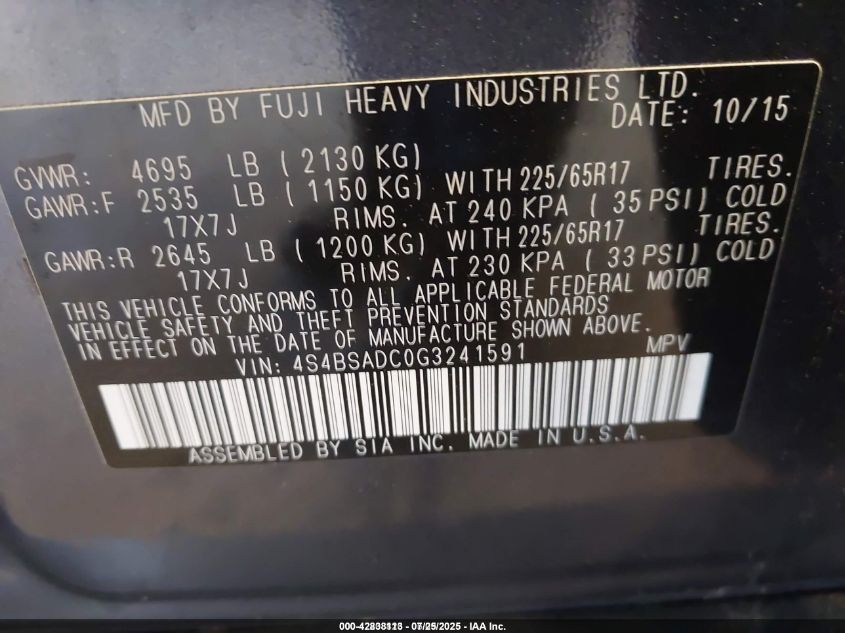 MFD BY FUJI HEAVY INDUSTRIES LTD.
DATE: 10/15
GVWR: 4695 LB ( 2130 KG)
GAWR:F 2535 LB ( 1150 KG) WITH 225/65R17 TIRES.
17X7J RIMS. AT 240 KPA ( 35 PSI) COLD
GAWR:R 2645 LB ( 1200 KG) WITH 225/65R17 TIRES.
17X7J RIMS. AT 230 KPA ( 33 PSI) COLD
THIS VEHICLE CONFORMS TO ALL APPLICABLE FEDERAL MOTOR
VEHICLE SAFETY AND THEFT PREVENTION STANDARDS
IN EFFECT ON THE DATE OF MANUFACTURE SHOWN ABOVE.
VIN: 4S4BSADC0G3241591 MPV
ASSEMBLED BY SIA INC. MADE IN U.S.A.
- IAA Inc.